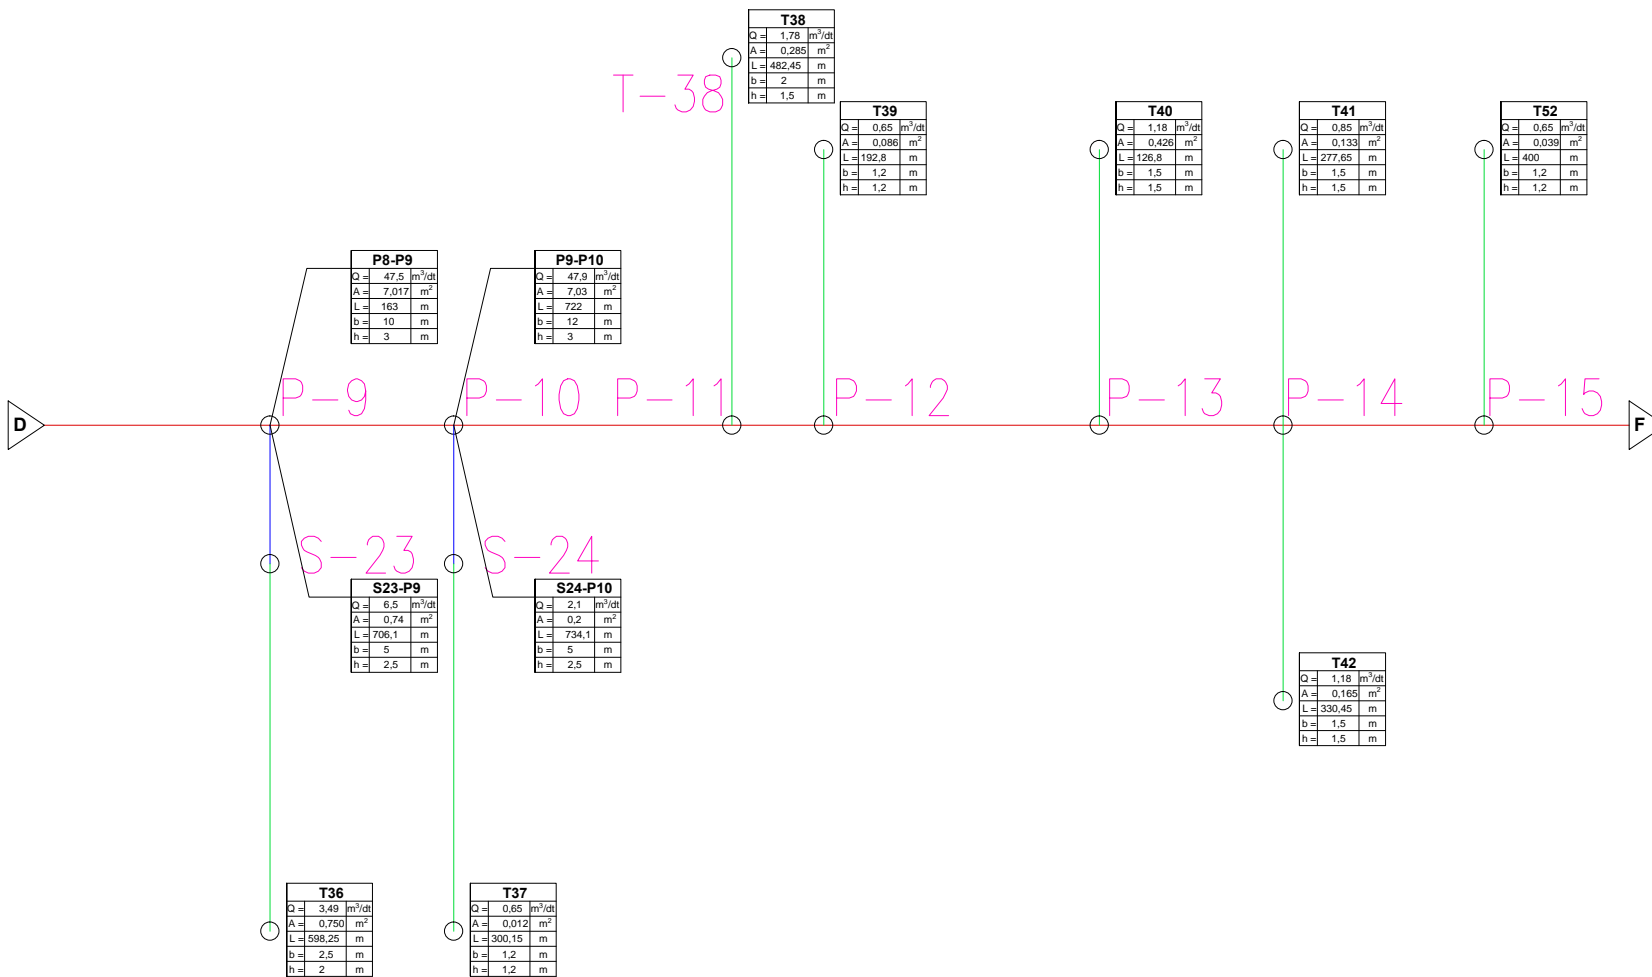 T38
Q = 1,78 m³/dt
A = 0,285 m²
L = 482,45 m
b = 2 m
h = 1,5 m
T-38
T39
Q = 0,65 m³/dt
A = 0,086 m²
L = 192,8 m
b = 1,2 m
h = 1,2 m
T40
Q = 1,18 m³/dt
A = 0,426 m²
L = 126,8 m
b = 1,5 m
h = 1,5 m
T41
Q = 0,85 m³/dt
A = 0,133 m²
L = 277,65 m
b = 1,5 m
h = 1,5 m
T52
Q = 0,65 m³/dt
A = 0,039 m²
L = 400 m
b = 1,2 m
h = 1,2 m
P8-P9
Q = 47,5 m³/dt
A = 7,017 m²
L = 163 m
b = 10 m
h = 3 m
P9-P10
Q = 47,9 m³/dt
A = 7,03 m²
L = 722 m
b = 12 m
h = 3 m
P-9
P-10
P-11
P-12
P-13
P-14
P-15
D
F
S-23
S-24
S23-P9
Q = 6,5 m³/dt
A = 0,74 m²
L = 706,1 m
b = 5 m
h = 2,5 m
S24-P10
Q = 2,1 m³/dt
A = 0,2 m²
L = 734,1 m
b = 5 m
h = 2,5 m
T42
Q = 1,18 m³/dt
A = 0,165 m²
L = 330,45 m
b = 1,5 m
h = 1,5 m
T36
Q = 3,49 m³/dt
A = 0,750 m²
L = 598,25 m
b = 2,5 m
h = 2 m
T37
Q = 0,65 m³/dt
A = 0,012 m²
L = 300,15 m
b = 1,2 m
h = 1,2 m